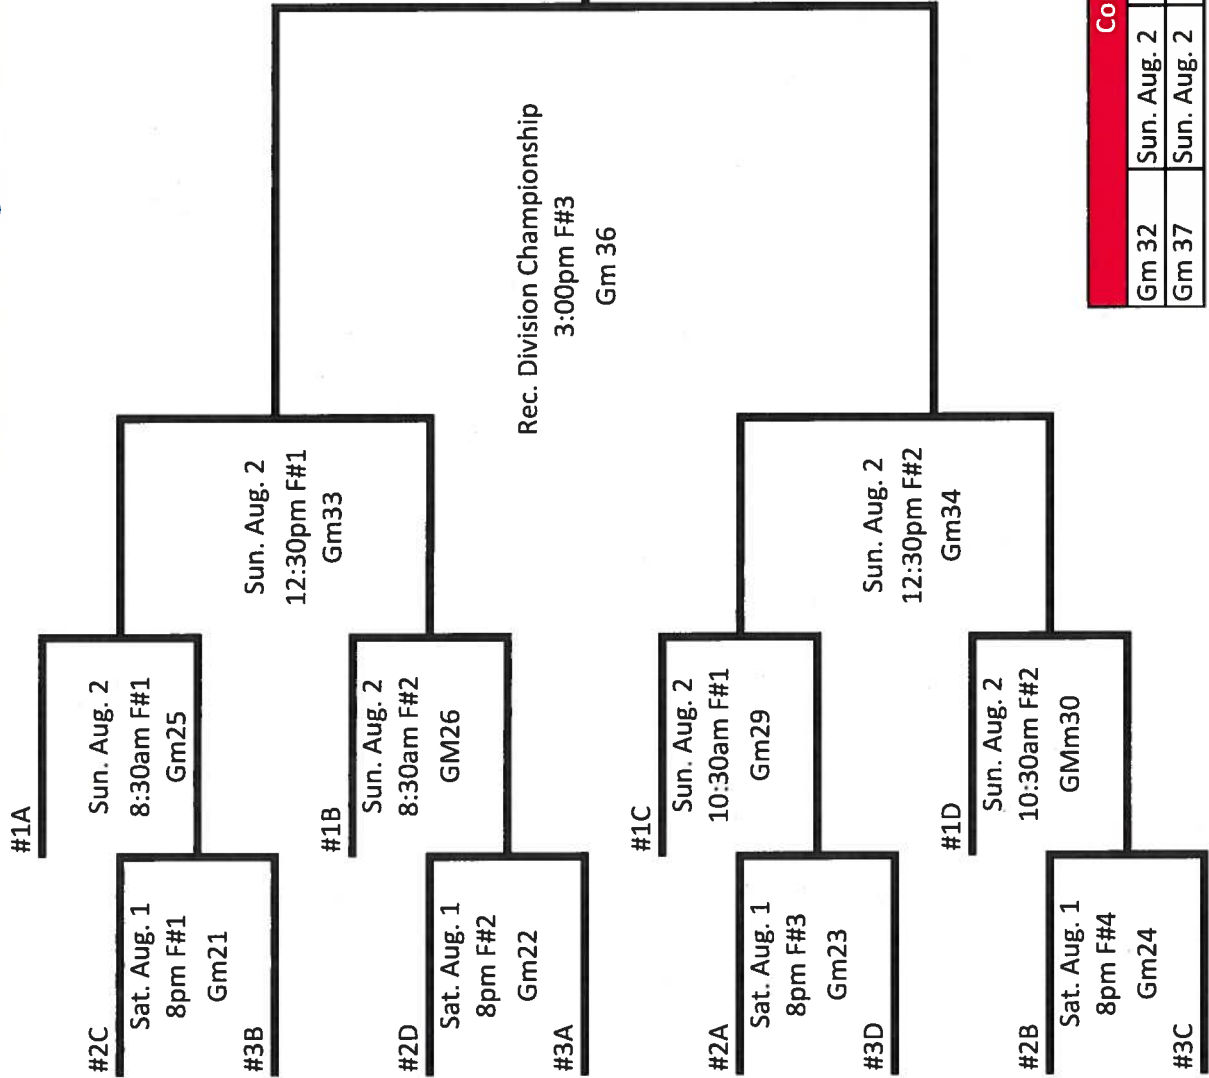 #1A
#2C
Sat. Aug. 1
8pm F#1
Gm21
#3B
Sun. Aug. 2
8:30am F#1
Gm25
#1B
#2D
Sat. Aug. 1
8pm F#2
Gm22
#3A
Sun. Aug. 2
8:30am F#2
GM26
Sun. Aug. 2
12:30pm F#1
Gm33
#1C
#2A
Sat. Aug. 1
8pm F#3
Gm23
#3D
Sun. Aug. 2
10:30am F#1
Gm29
#1D
#2B
Sat. Aug. 1
8pm F#4
Gm24
#3C
Sun. Aug. 2
10:30am F#2
GMm30
Sun. Aug. 2
12:30pm F#2
Gm34
Rec. Division Championship
3:00pm F#3
Gm 36
Co
Gm 32 Sun. Aug. 2
Gm 37 Sun. Aug. 2